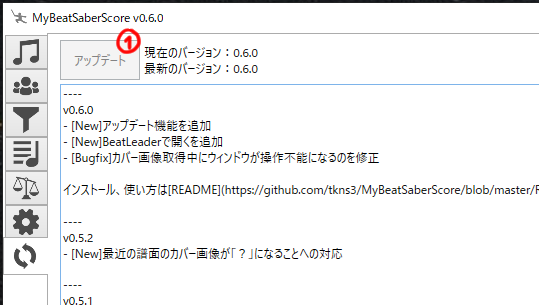 MyBeatSaberScore v0.6.0
アップデート
1
現在のバージョン：0.6.0
最新のバージョン：0.6.0
----
v0.6.0
- [New]アップデート機能を追加
- [New]BeatLeaderで開くを追加
- [Bugfix]カバー画像取得中にウィンドウが操作不能になるのを修正
インストール、使い方は[README](https://github.com/tkns3/MyBeatSaberScore/blob/master/R
----
v0.5.2
- [New]最近の譜面のカバー画像が「？」になることへの対応
----
v0.5.1